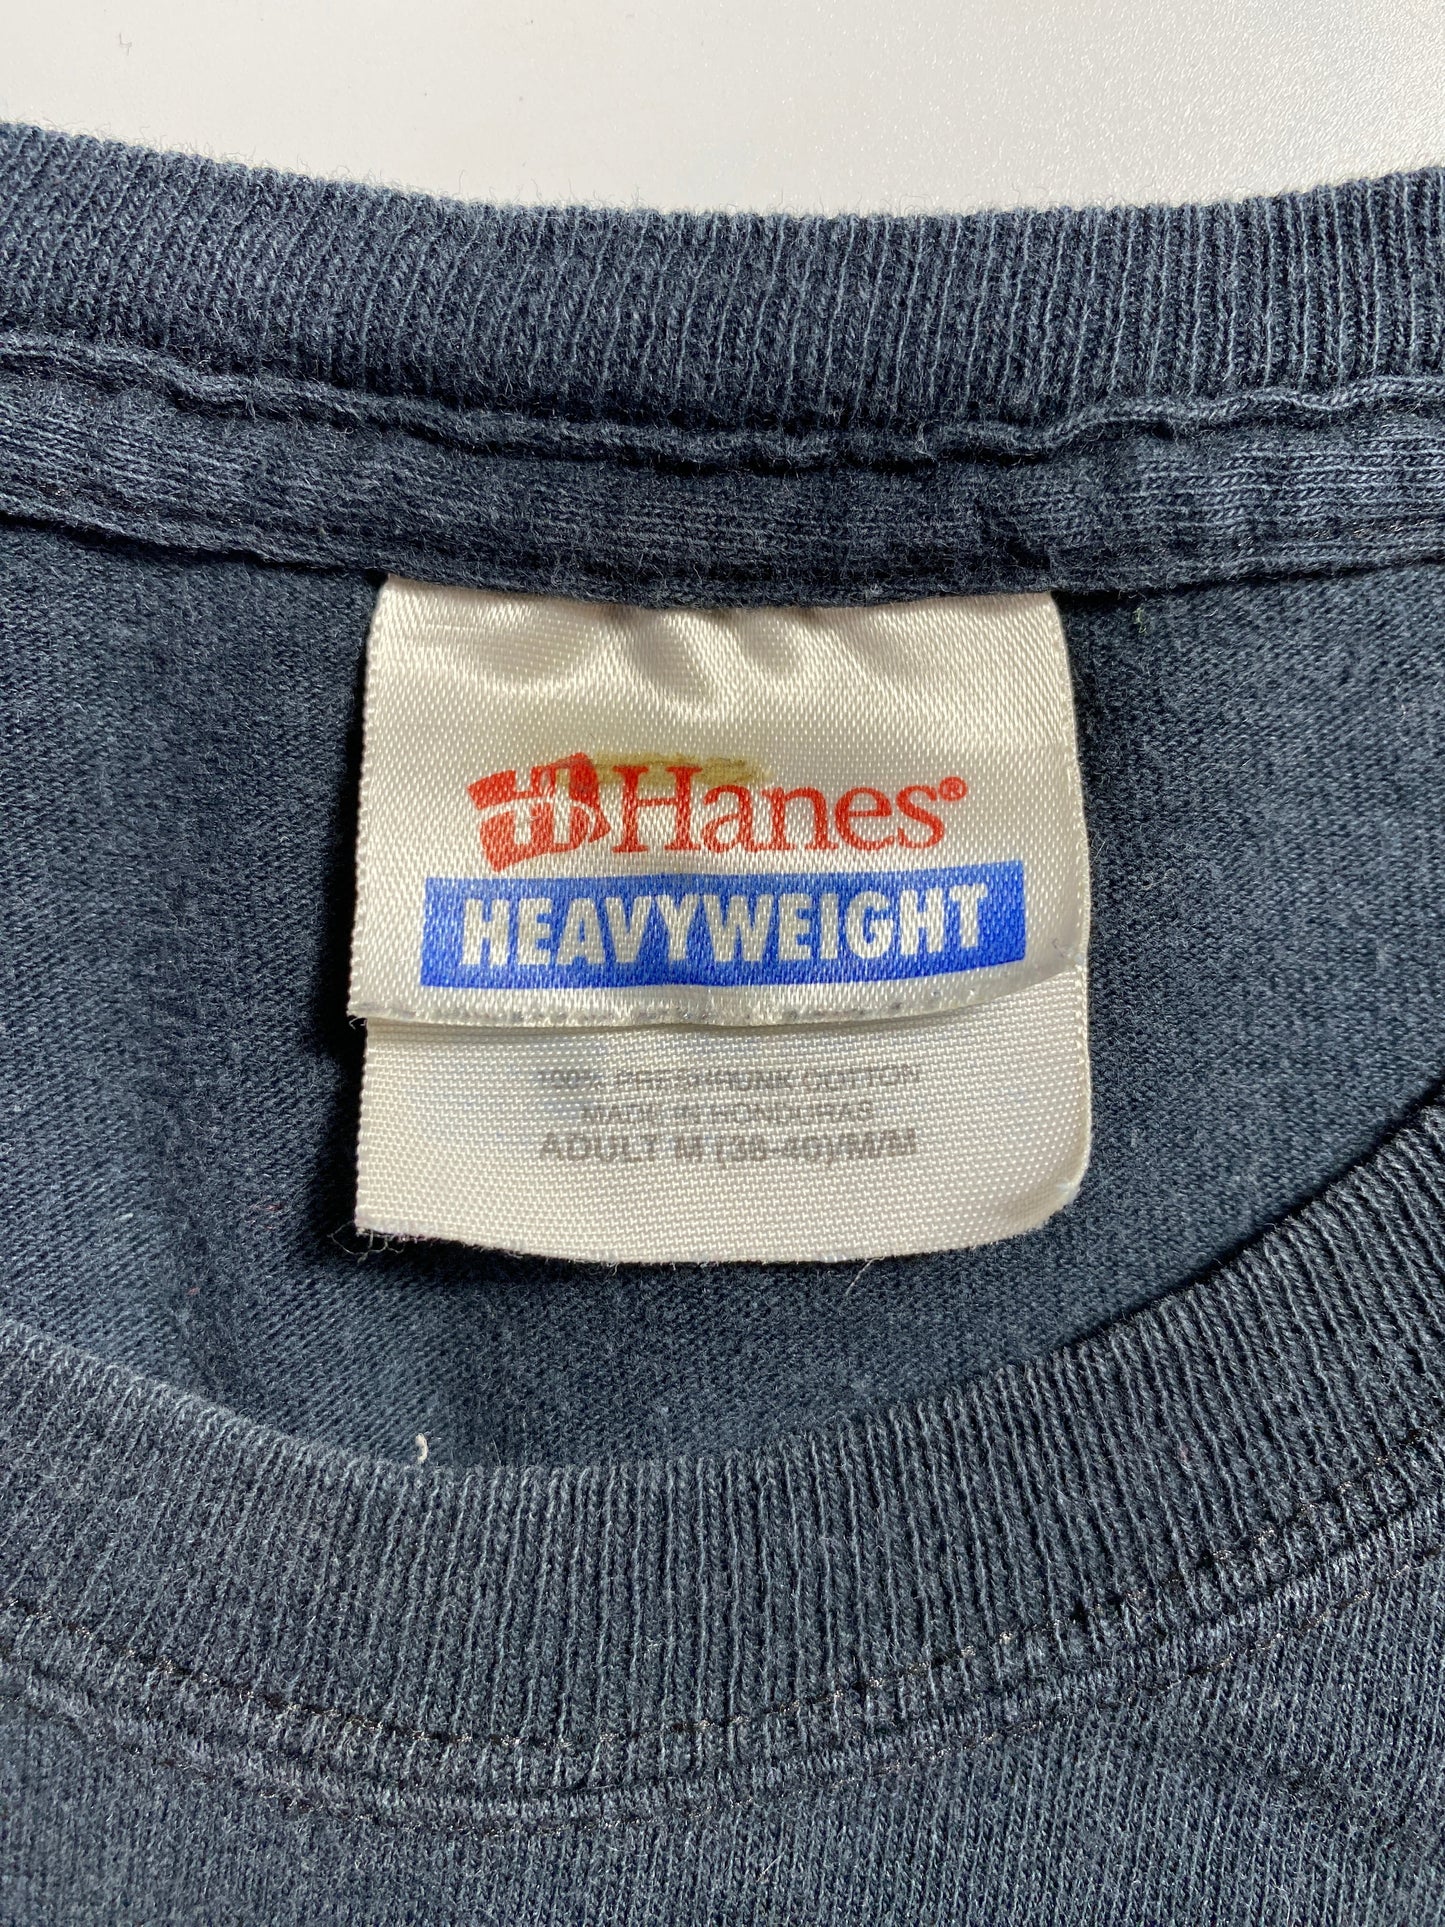 Hanes®
HEAVYWEIGHT
100% PRESHRUNK COTTON
MADE IN HONDURAS
ADULT M (38-40)/M/M